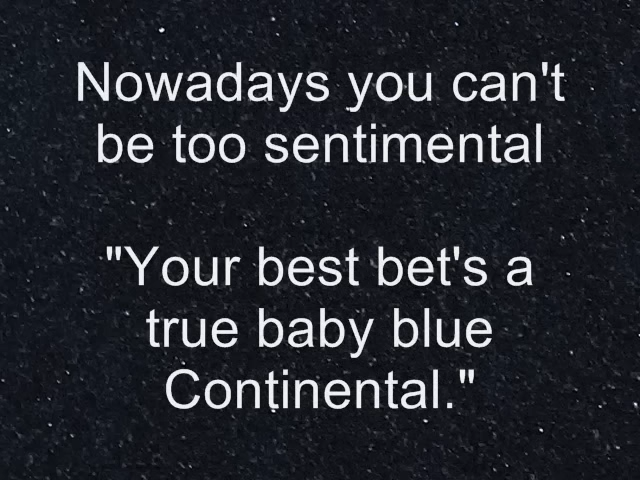 Nowadays you can't
be too sentimental
"Your best bet's a
true baby blue
Continental."